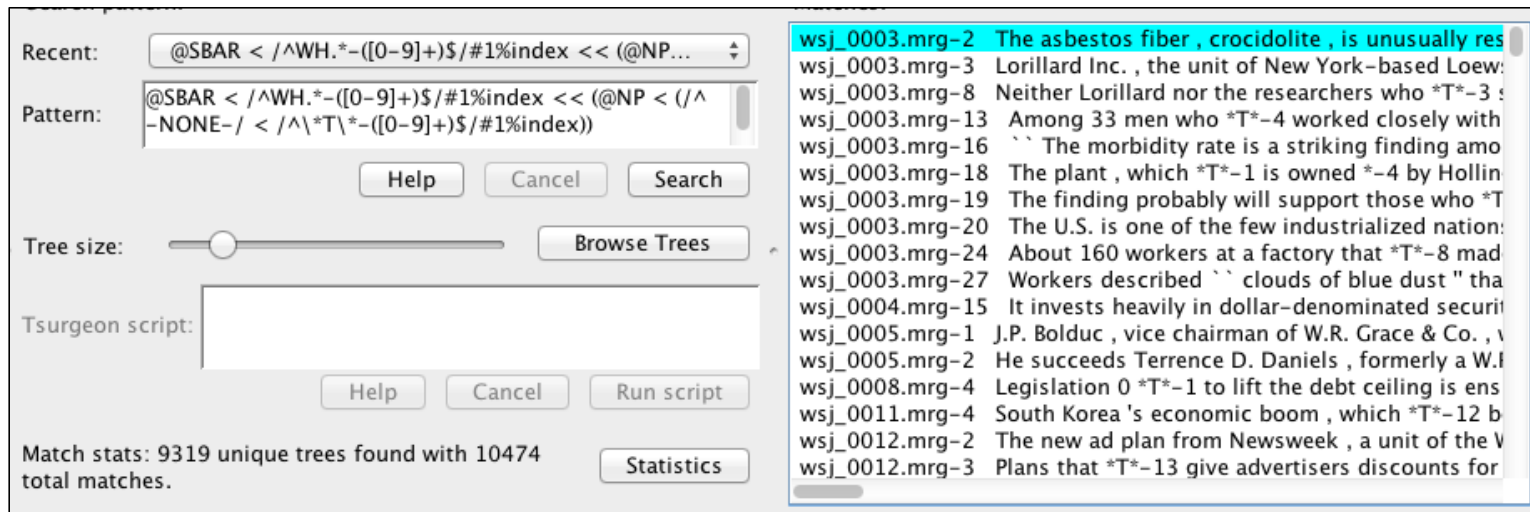 Recent:
@SBAR < /^WH.*-([0-9]+)$/#1%index << (@NP...
Pattern:
@SBAR < /^WH.*-([0-9]+)$/#1%index << (@NP < (/^
-NONE-/ < /^\*T\*-([0-9]+)$/#1%index))
Help
Cancel
Search
Tree size:
Browse Trees
Tsurgeon script:
Help
Cancel
Run script
Match stats: 9319 unique trees found with 10474
total matches.
Statistics
wsj_0003.mrg-2 The asbestos fiber , crocidolite , is unusually res
wsj_0003.mrg-3 Lorillard Inc. , the unit of New York-based Loew
wsj_0003.mrg-8 Neither Lorillard nor the researchers who *T*-3 s
wsj_0003.mrg-13 Among 33 men who *T*-4 worked closely with
wsj_0003.mrg-16 `` The morbidity rate is a striking finding amo
wsj_0003.mrg-18 The plant , which *T*-1 is owned *-4 by Hollin
wsj_0003.mrg-19 The finding probably will support those who *T
wsj_0003.mrg-20 The U.S. is one of the few industrialized nation
wsj_0003.mrg-24 About 160 workers at a factory that *T*-8 mad
wsj_0003.mrg-27 Workers described `` clouds of blue dust '' tha
wsj_0004.mrg-15 It invests heavily in dollar-denominated securit
wsj_0005.mrg-1 J.P. Bolduc , vice chairman of W.R. Grace & Co. ,
wsj_0005.mrg-2 He succeeds Terrence D. Daniels , formerly a W.
wsj_0008.mrg-4 Legislation 0 *T*-1 to lift the debt ceiling is ens
wsj_0011.mrg-4 South Korea 's economic boom , which *T*-12 b
wsj_0012.mrg-2 The new ad plan from Newsweek , a unit of the
wsj_0012.mrg-3 Plans that *T*-13 give advertisers discounts for